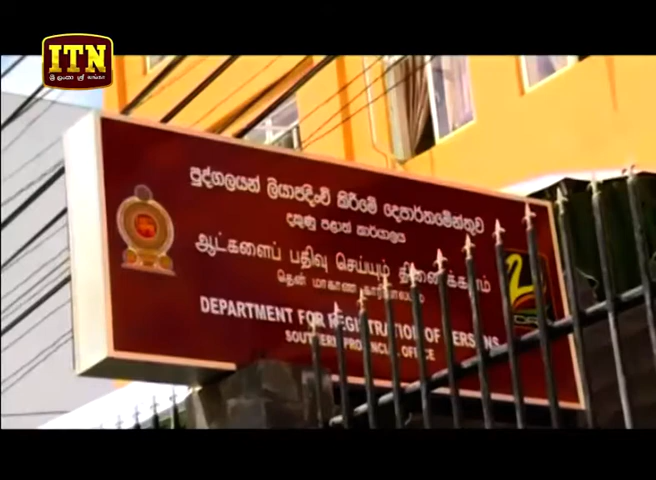 ITN
ශ්‍රී ලංකා ஸ்ரீ லங்கா
පුද්ගලයන් ලියාපදිංචි කිරීමේ දෙපාර්තමේන්තුව
දකුණු පළාත් කාර්යාලය
ஆட்களைப் பதிவு செய்யும் திணைக்களம்
தென் மாகாண காரியாலயம்
DEPARTMENT FOR REGISTRATION OF PERSONS
SOUTHERN PROVINCIAL OFFICE